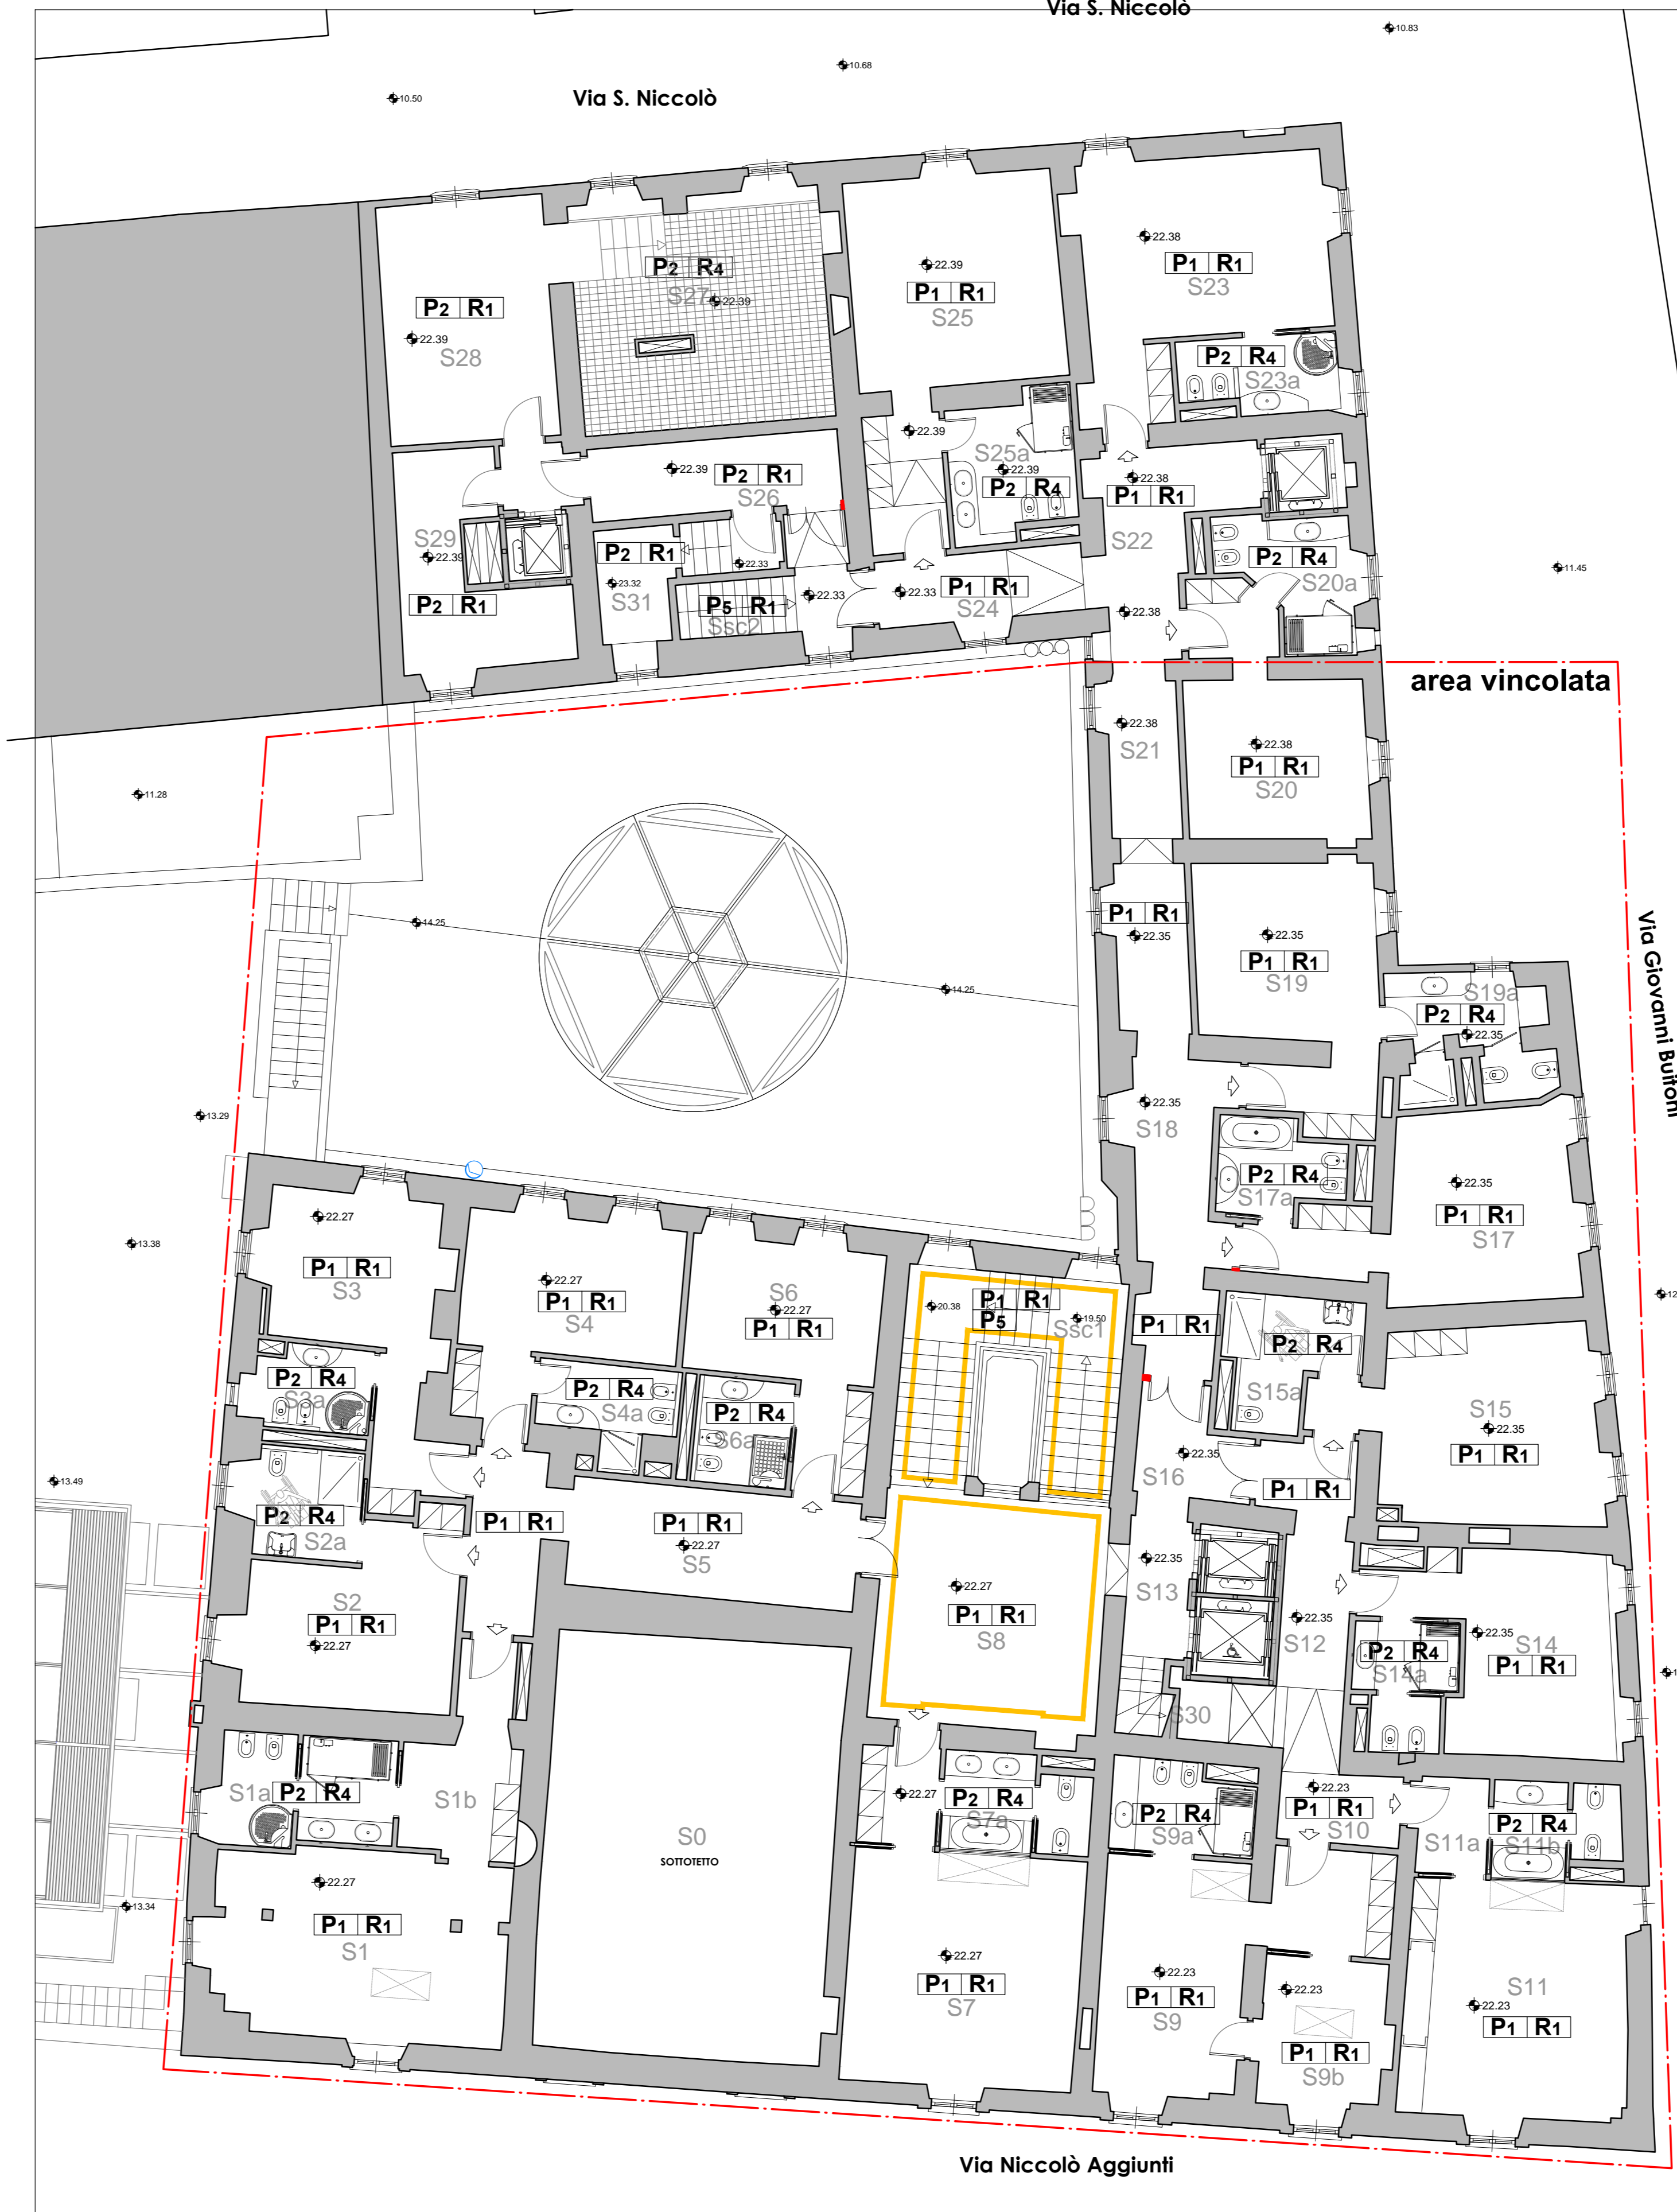 Via S. Niccolò
10.83
10.68
10.50
Via S. Niccolò
22.38
P1 R1
S23
22.39
P1 R1
S25
P2 R4
S27
22.39
P2 R1
22.39
S28
P2 R4
S23a
22.39
S25a
22.39
P2 R4
22.38
P1 R1
S22
22.39
P2 R1
S26
S29
22.39
P2 R1
P2 R1
23.32
S31
22.33
P5 R1
Ssc2
22.33
22.33
P1 R1
S24
P2 R4
S20a
11.45
22.38
area vincolata
22.38
S21
22.38
P1 R1
S20
11.28
14.25
14.25
P1 R1
22.35
22.35
P1 R1
S19
S19a
P2 R4
22.35
Via Giovanni Buitoni
13.29
22.35
S18
P2 R4
S17a
22.35
P1 R1
S17
13.38
22.27
P1 R1
S3
22.27
P1 R1
S4
S6
22.27
P1 R1
20.38
P1 R1
P5
19.50
Ssc1
P1 R1
P2 R4
S15a
S15
22.35
P1 R1
P2 R4
S3a
P2 R4
S4a
P2 R4
S6a
13.49
22.35
S16
P1 R1
P2 R4
S2a
P1 R1
P1 R1
22.27
S5
22.35
S13
22.27
P1 R1
S8
S2
P1 R1
22.27
22.35
S12
22.35
S14
P1 R1
P2 R4
S14a
S30
S1a
P2 R4
S1b
22.27
P2 R4
S7a
P2 R4
S9a
22.23
P1 R1
S10
S11a
P2 R4
S11b
S0
SOTTOTETTO
22.27
P1 R1
S1
13.34
22.27
P1 R1
S7
22.23
P1 R1
S9
22.23
P1 R1
S9b
S11
22.23
P1 R1
Via Niccolò Aggiunti